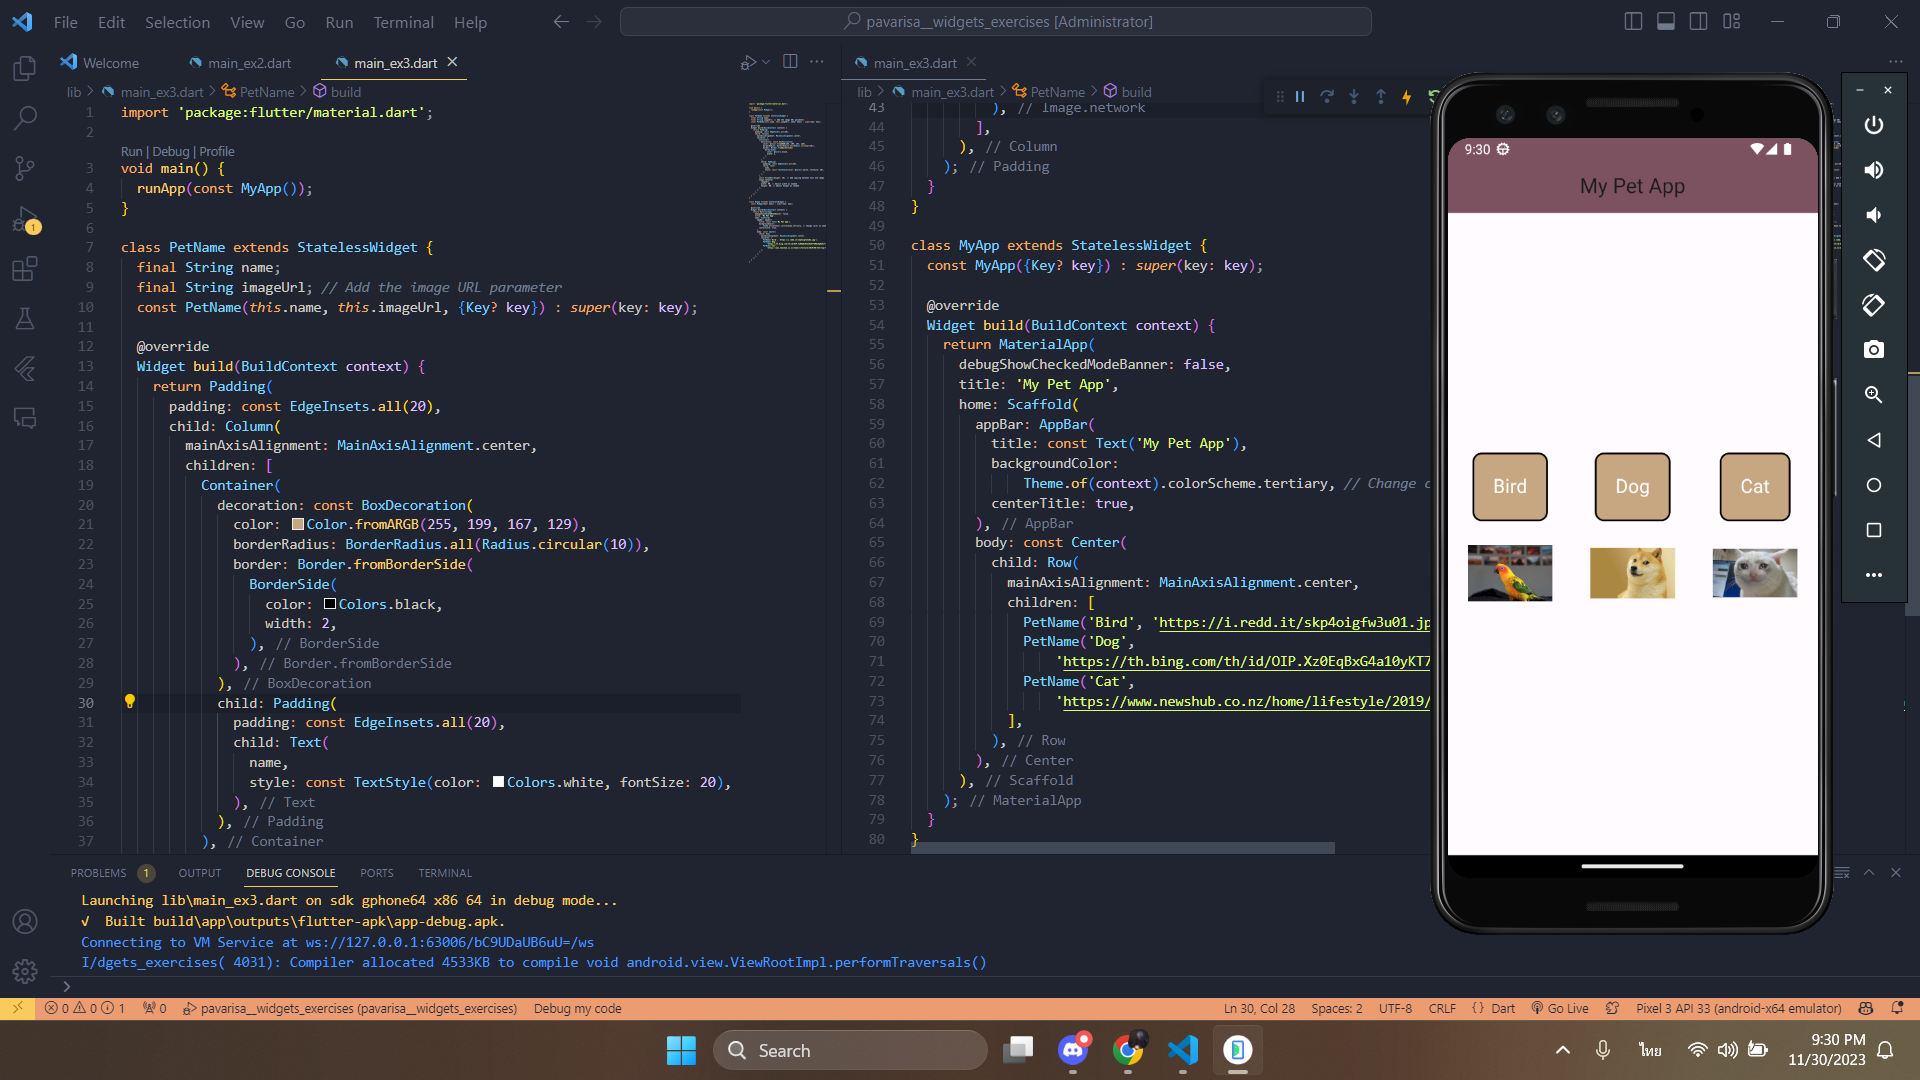 File Edit Selection View Go Run Terminal Help
pavarisa__widgets_exercises [Administrator]
Welcome
main_ex2.dart
main_ex3.dart
main_ex3.dart
lib > main_ex3.dart > PetName > build
lib > main_ex3.dart > PetName > build
1 import 'package:flutter/material.dart';
2
Run | Debug | Profile
3 void main() {
4 runApp(const MyApp());
5 }
6
7 class PetName extends StatelessWidget {
8 final String name;
9 final String imageUrl; // Add the image URL parameter
10 const PetName(this.name, this.imageUrl, {Key? key}) : super(key: key);
11
12 @override
13 Widget build(BuildContext context) {
14 return Padding(
15 padding: const EdgeInsets.all(20),
16 child: Column(
17 mainAxisAlignment: MainAxisAlignment.center,
18 children: [
19 Container(
20 decoration: const BoxDecoration(
21 color: Color.fromARGB(255, 199, 167, 129),
22 borderRadius: BorderRadius.all(Radius.circular(10)),
23 border: Border.fromBorderSide(
24 BorderSide(
25 color: Colors.black,
26 width: 2,
27 ), // BorderSide
28 ), // Border.fromBorderSide
29 ), // BoxDecoration
30 child: Padding(
31 padding: const EdgeInsets.all(20),
32 child: Text(
33 name,
34 style: const TextStyle(color: Colors.white, fontSize: 20),
35 ), // Text
36 ), // Padding
37 ), // Container
43 ), // Image.network
44 ],
45 ), // Column
46 ); // Padding
47 }
48 }
49
50 class MyApp extends StatelessWidget {
51 const MyApp({Key? key}) : super(key: key);
52
53 @override
54 Widget build(BuildContext context) {
55 return MaterialApp(
56 debugShowCheckedModeBanner: false,
57 title: 'My Pet App',
58 home: Scaffold(
59 appBar: AppBar(
60 title: const Text('My Pet App'),
61 backgroundColor:
62 Theme.of(context).colorScheme.tertiary, // Change
63 centerTitle: true,
64 ), // AppBar
65 body: const Center(
66 child: Row(
67 mainAxisAlignment: MainAxisAlignment.center,
68 children: [
69 PetName('Bird', 'https://i.redd.it/skp4oigfw3u01.jp
70 PetName('Dog',
71 'https://th.bing.com/th/id/OIP.Xz0EqBxG4a10yKT7
72 PetName('Cat',
73 'https://www.newshub.co.nz/home/lifestyle/2019/
74 ],
75 ), // Row
76 ), // Center
77 ), // Scaffold
78 ); // MaterialApp
79 }
80 }
9:30
My Pet App
Bird Dog Cat
PROBLEMS 1 OUTPUT DEBUG CONSOLE PORTS TERMINAL
Launching lib\main_ex3.dart on sdk gphone64 x86 64 in debug mode...
√ Built build\app\outputs\flutter-apk\app-debug.apk.
Connecting to VM Service at ws://127.0.0.1:63006/bC9UDaUB6uU=/ws
I/dgets_exercises( 4031): Compiler allocated 4533KB to compile void android.view.ViewRootImpl.performTraversals()
0 0 1 0 pavarisa__widgets_exercises (pavarisa__widgets_exercises) Debug my code
Ln 30, Col 28 Spaces: 2 UTF-8 CRLF { } Dart Go Live Pixel 3 API 33 (android-x64 emulator)
Search
ไทย
9:30 PM
11/30/2023